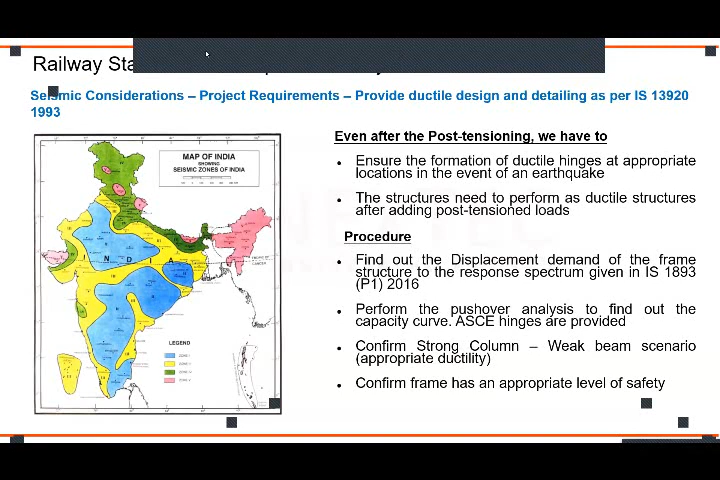 Railway Sta
Seismic Considerations – Project Requirements – Provide ductile design and detailing as per IS 13920
1993
MAP OF INDIA
SHOWING
SEISMIC ZONES OF INDIA
I N D I A
LEGEND
Even after the Post-tensioning, we have to
• Ensure the formation of ductile hinges at appropriate
locations in the event of an earthquake
• The structures need to perform as ductile structures
after adding post-tensioned loads
Procedure
• Find out the Displacement demand of the frame
structure to the response spectrum given in IS 1893
(P1) 2016
• Perform the pushover analysis to find out the
capacity curve. ASCE hinges are provided
• Confirm Strong Column – Weak beam scenario
(appropriate ductility)
• Confirm frame has an appropriate level of safety